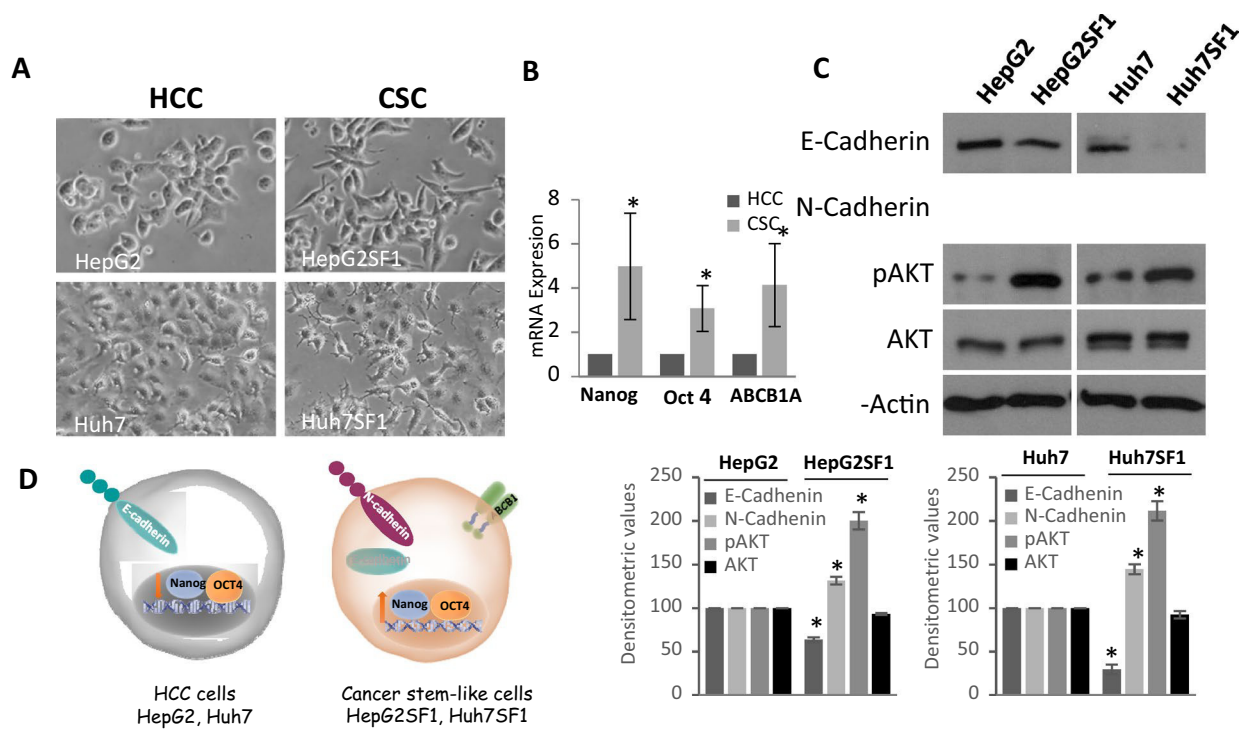 A
HCC
CSC
HepG2
HepG2SF1
Huh7
Huh7SF1
B
8
6
4
2
0
mRNA Expresion
HCC
CSC
*
*
*
Nanog
Oct 4
ABCB1A
C
HepG2
HepG2SF1
Huh7
Huh7SF1
E-Cadherin
N-Cadherin
pAKT
AKT
-Actin
D
E-cadherin
Nanog
OCT4
HCC cells
HepG2, Huh7
N-cadherin
BCB1
Nanog
OCT4
Cancer stem-like cells
HepG2SF1, Huh7SF1
HepG2
HepG2SF1
Densitometric values
250
200
150
100
50
0
E-Cadhenin
N-Cadhenin
pAKT
AKT
*
*
*
Huh7
Huh7SF1
Densitometric values
250
200
150
100
50
0
E-Cadhenin
N-Cadhenin
pAKT
AKT
*
*
*